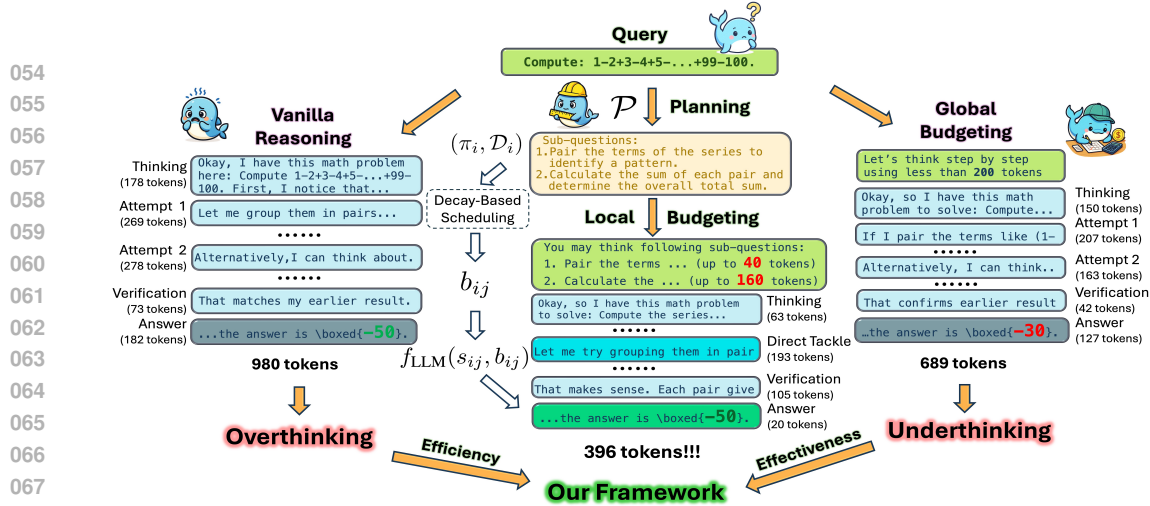 054
055
056
057
058
059
060
061
062
063
064
065
066
067
Query
?
Compute: 1-2+3-4+5-...+99-100.
Vanilla
Reasoning
Thinking
(178 tokens)
Okay, I have this math problem
here: Compute 1-2+3-4+5-...+99-
100. First, I notice that...
Attempt 1
(269 tokens)
Let me group them in pairs...
......
Attempt 2
(278 tokens)
Alternatively,I can think about.
......
Verification
(73 tokens)
That matches my earlier result.
Answer
(182 tokens)
...the answer is \boxed{-50}.
980 tokens
Overthinking
𝒫 Planning
Sub-questions:
1.Pair the terms of the series to
identify a pattern.
2.Calculate the sum of each pair and
determine the overall total sum.
(πᵢ, 𝒟ᵢ)
Decay-Based
Scheduling
bᵢⱼ
f_LLM(sᵢⱼ, bᵢⱼ)
Local Budgeting
You may think following sub-questions:
1. Pair the terms ... (up to 40 tokens)
2. Calculate the ... (up to 160 tokens)
Okay, so I have this math problem
to solve: Compute the series...
Thinking
(63 tokens)
......
Let me try grouping them in pair
Direct Tackle
(193 tokens)
......
That makes sense. Each pair give
Verification
(105 tokens)
...the answer is \boxed{-50}.
Answer
(20 tokens)
396 tokens!!!
Global
Budgeting
Let's think step by step
using less than 200 tokens
Okay, so I have this math
problem to solve: Compute...
Thinking
(150 tokens)
If I pair the terms like (1-
Attempt 1
(207 tokens)
......
Alternatively, I can think..
Attempt 2
(163 tokens)
......
That confirms earlier result
Verification
(42 tokens)
…the answer is \boxed{-30}.
Answer
(127 tokens)
689 tokens
Underthinking
Efficiency
Effectiveness
Our Framework